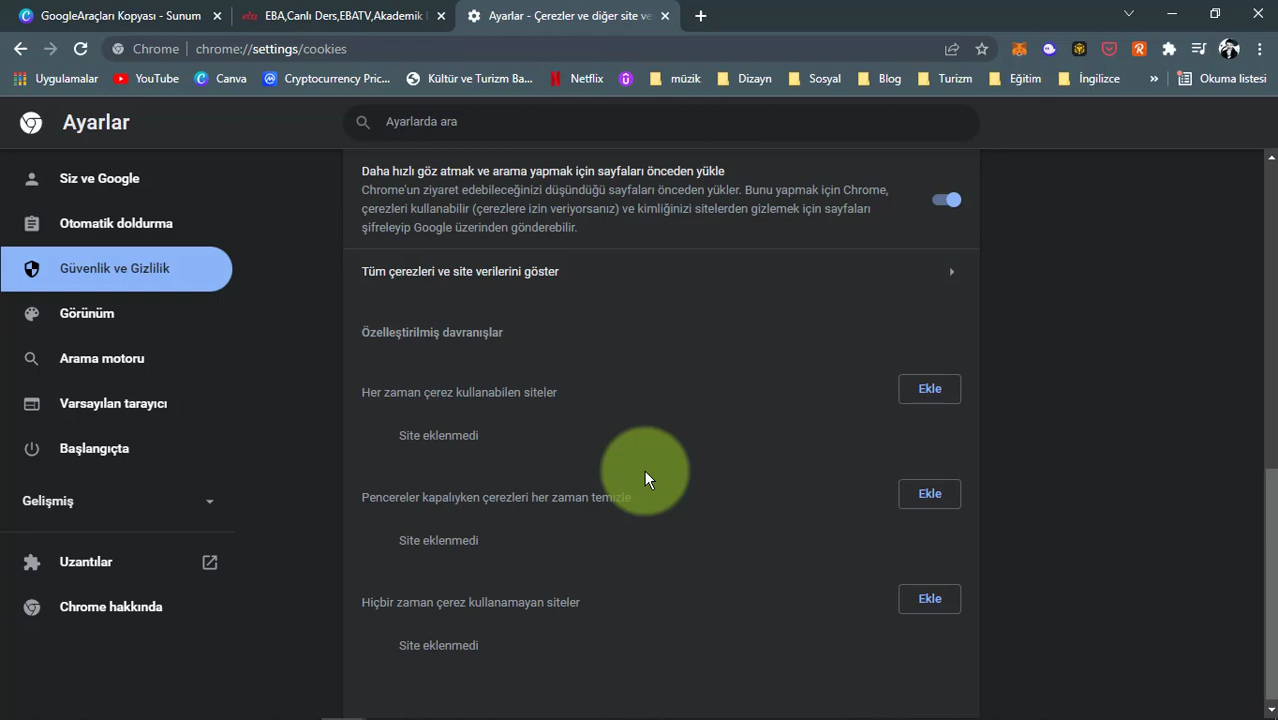 GoogleAraçları Kopyası - Sunum
EBA,Canlı Ders,EBATV,Akademik
Ayarlar - Çerezler ve diğer site ve
Chrome
chrome://settings/cookies
Uygulamalar
YouTube
Canva
Cryptocurrency Pric...
Kültür ve Turizm Ba...
Netflix
müzik
Dizayn
Sosyal
Blog
Turizm
Eğitim
İngilizce
»
Okuma listesi
Ayarlar
Ayarlarda ara
Siz ve Google
Otomatik doldurma
Güvenlik ve Gizlilik
Görünüm
Arama motoru
Varsayılan tarayıcı
Başlangıçta
Gelişmiş
Uzantılar
Chrome hakkında
Daha hızlı göz atmak ve arama yapmak için sayfaları önceden yükle
Chrome'un ziyaret edebileceğinizi düşündüğü sayfaları önceden yükler. Bunu yapmak için Chrome,
çerezleri kullanabilir (çerezlere izin veriyorsanız) ve kimliğinizi sitelerden gizlemek için sayfaları
şifreleyip Google üzerinden gönderebilir.
Tüm çerezleri ve site verilerini göster
Özelleştirilmiş davranışlar
Her zaman çerez kullanabilen siteler
Ekle
Site eklenmedi
Pencereler kapalıyken çerezleri her zaman temizle
Ekle
Site eklenmedi
Hiçbir zaman çerez kullanamayan siteler
Ekle
Site eklenmedi